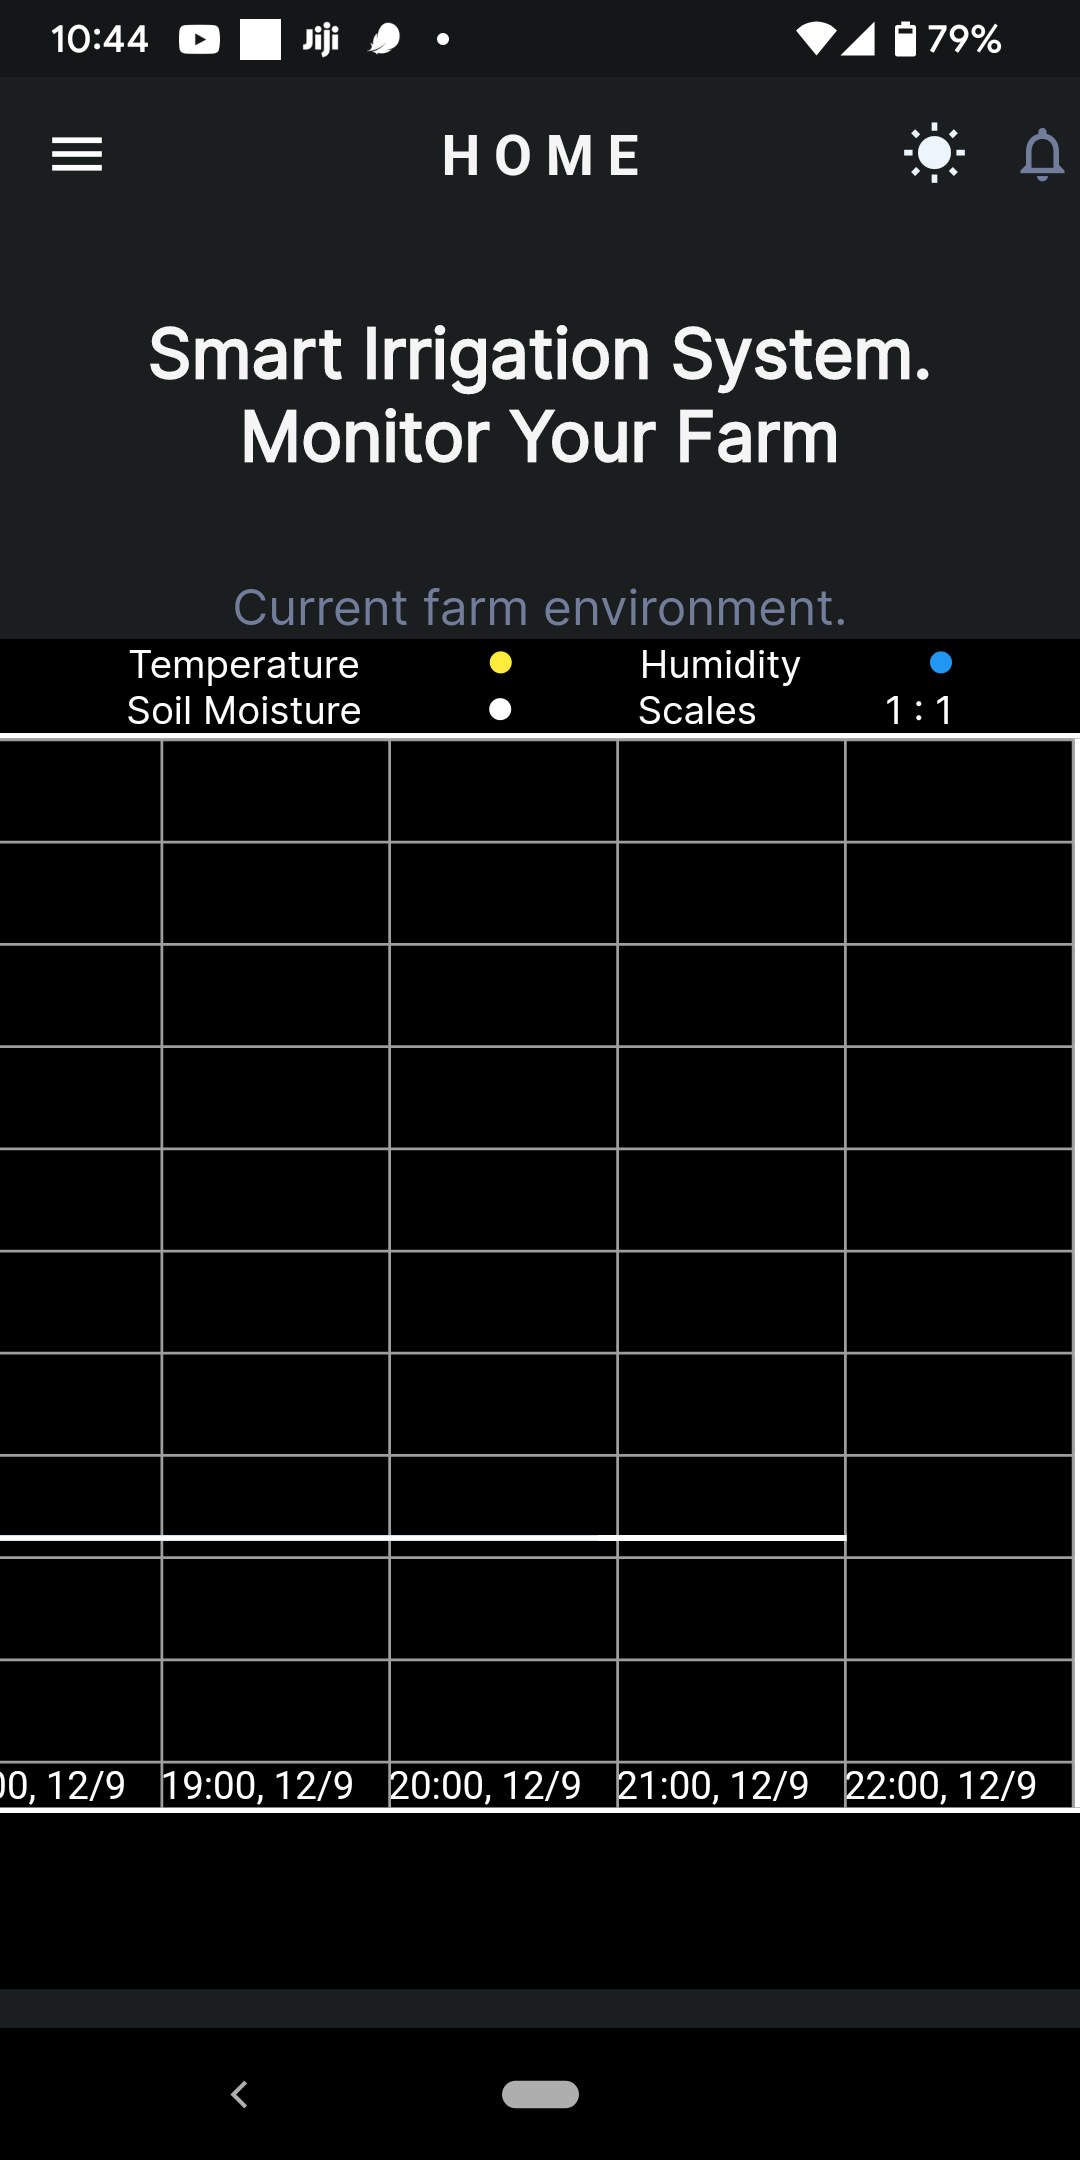 10:44 Jiji 79%
HOME
Smart Irrigation System.
Monitor Your Farm
Current farm environment.
Temperature Humidity
Soil Moisture Scales 1 : 1
00, 12/9 19:00, 12/9 20:00, 12/9 21:00, 12/9 22:00, 12/9